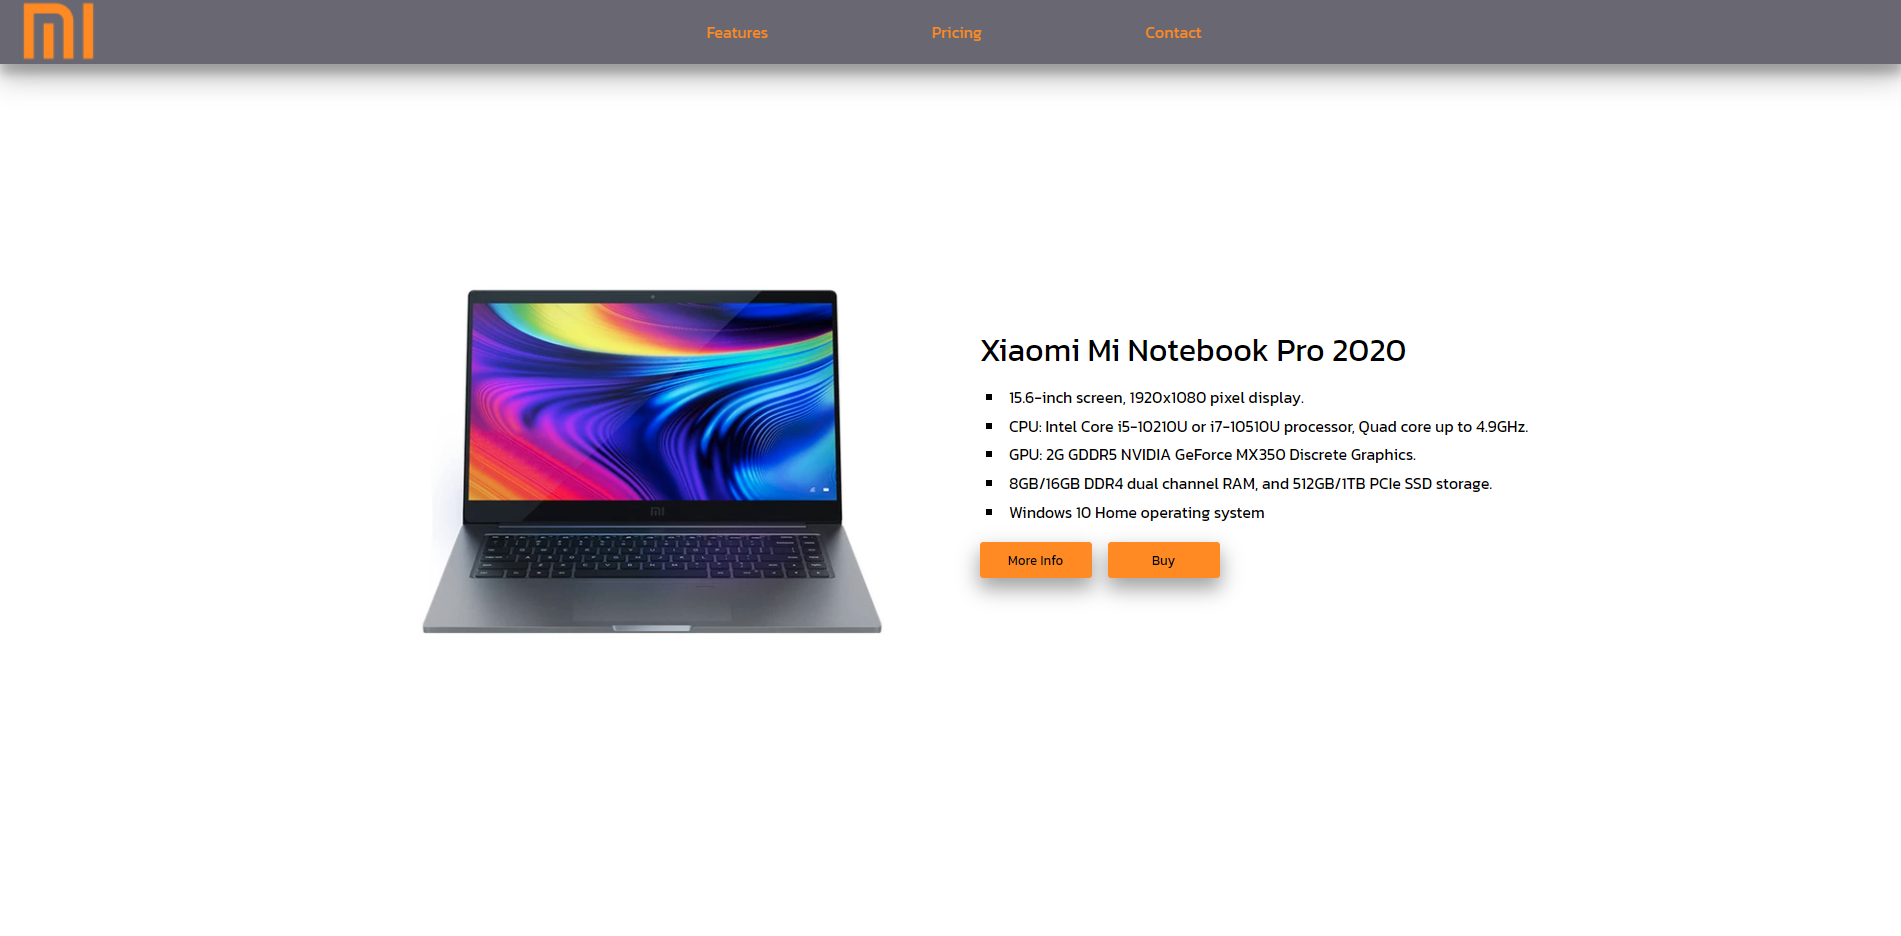 mi
Features
Pricing
Contact
Xiaomi Mi Notebook Pro 2020
15.6-inch screen, 1920x1080 pixel display.
CPU: Intel Core i5-10210U or i7-10510U processor, Quad core up to 4.9GHz.
GPU: 2G GDDR5 NVIDIA GeForce MX350 Discrete Graphics.
8GB/16GB DDR4 dual channel RAM, and 512GB/1TB PCIe SSD storage.
Windows 10 Home operating system
More Info
Buy
mi